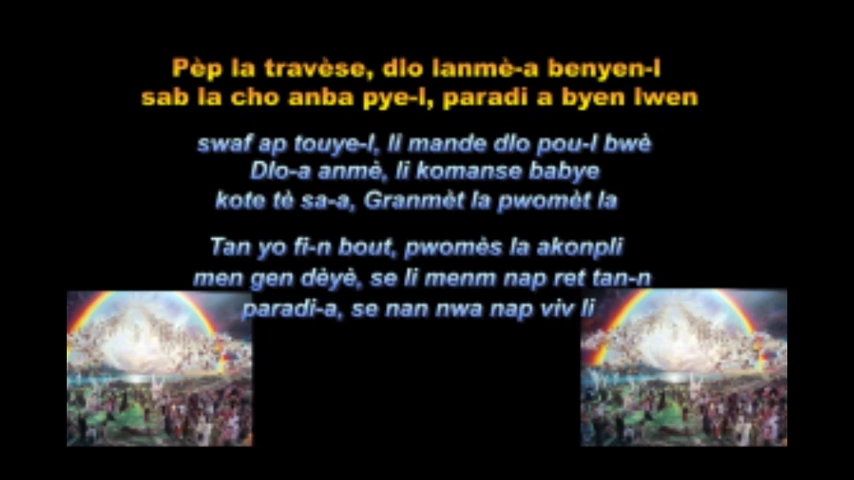 Pèp la travèse, dlo lanmè-a benyen-l
sab la cho anba pye-l, paradi a byen lwen
swaf ap touye-l, li mande dlo pou-l bwè
Dlo-a anmè, li komanse babye
kote tè sa-a, Granmèt la pwomèt la
Tan yo fi-n bout, pwomès la akonpli
men gen dèyè, se li menm nap ret tan-n
paradi-a, se nan nwa nap viv li